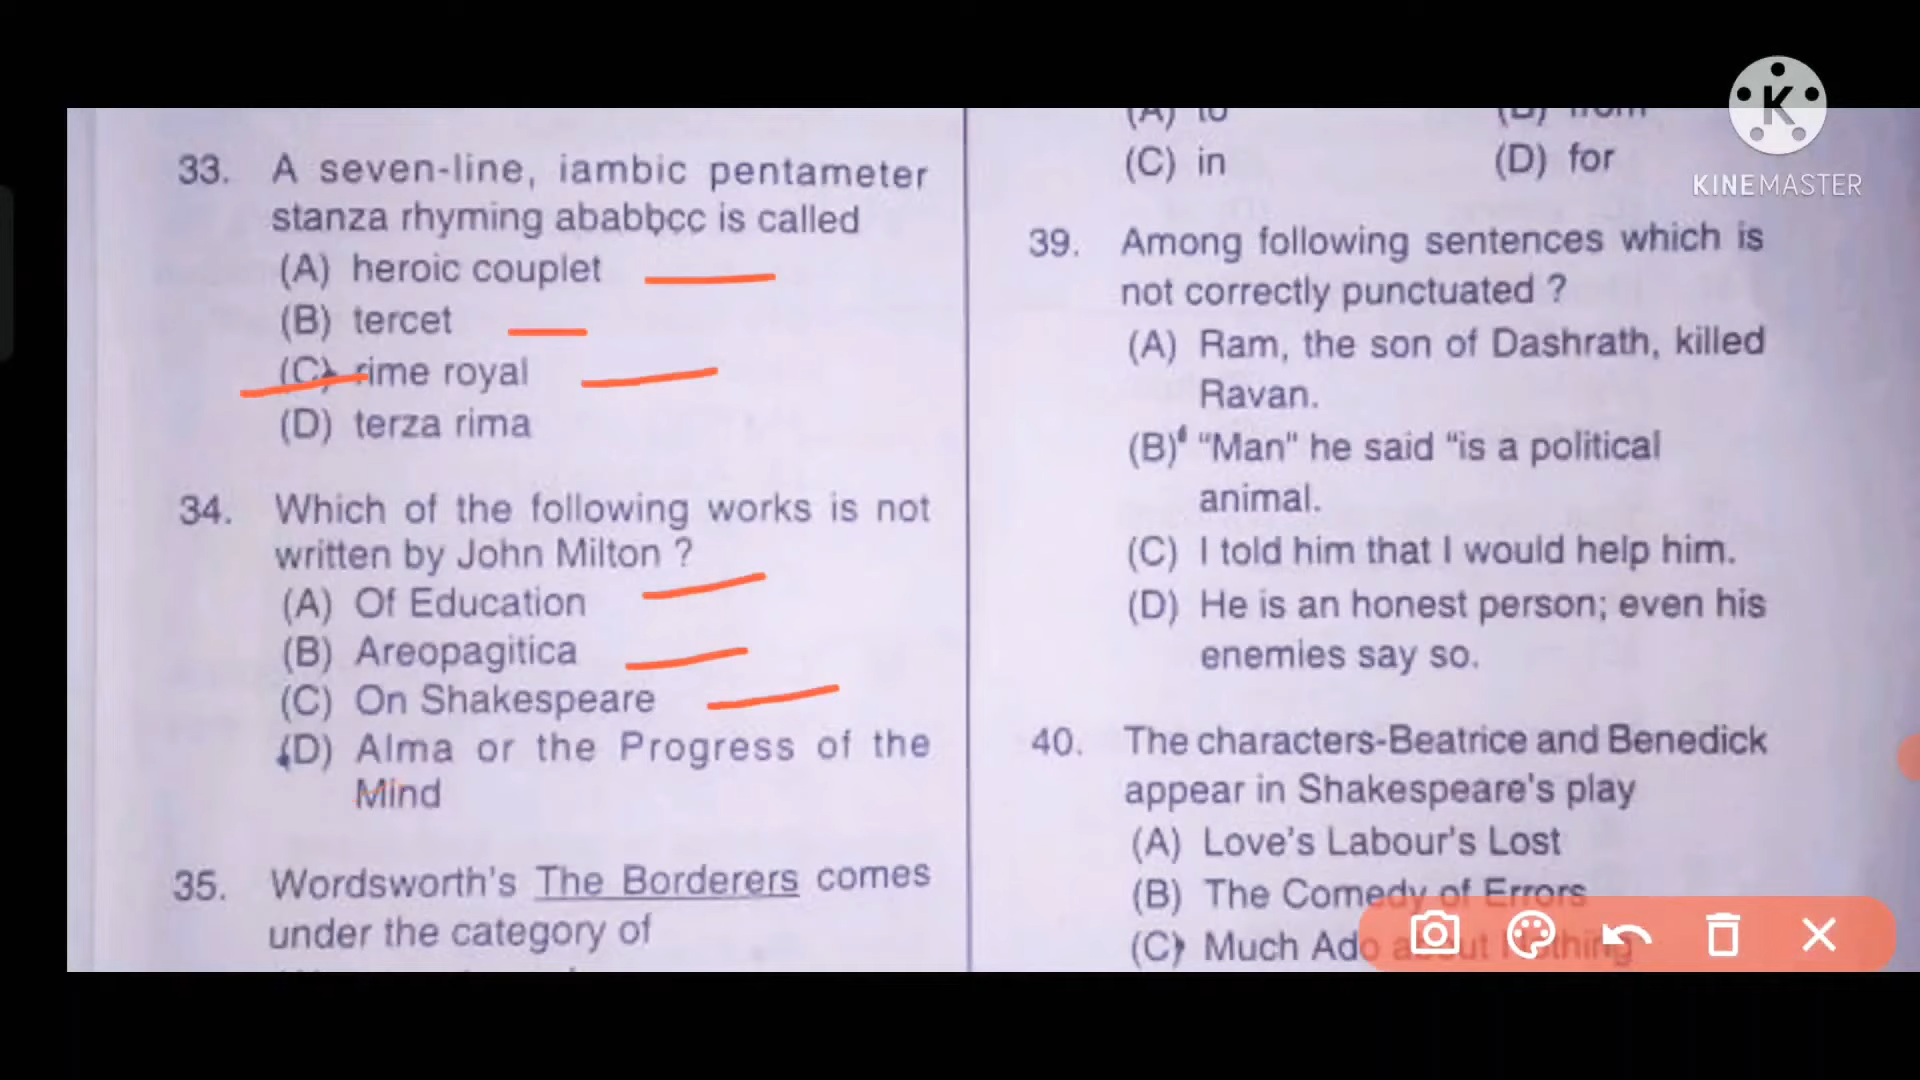 33. A seven-line, iambic pentameter
stanza rhyming ababbcc is called
(A) heroic couplet
(B) tercet
(C) rime royal
(D) terza rima
34. Which of the following works is not
written by John Milton ?
(A) Of Education
(B) Areopagitica
(C) On Shakespeare
(D) Alma or the Progress of the
Mind
35. Wordsworth's The Borderers comes
under the category of
(A) to (B) from
(C) in (D) for
39. Among following sentences which is
not correctly punctuated ?
(A) Ram, the son of Dashrath, killed
Ravan.
(B) “Man" he said “is a political
animal.
(C) I told him that I would help him.
(D) He is an honest person; even his
enemies say so.
40. The characters-Beatrice and Benedick
appear in Shakespeare's play
(A) Love's Labour's Lost
(B) The Comedy of Errors
(C) Much Ado about Nothing
K
KINEMASTER